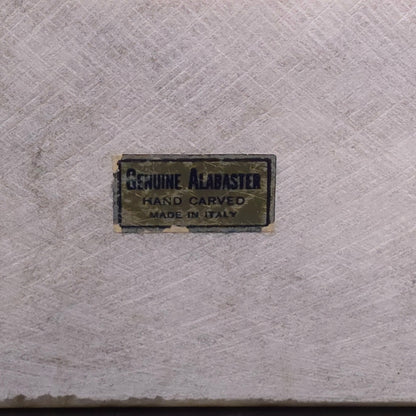 GENUINE ALABASTER
HAND CARVED
MADE IN ITALY